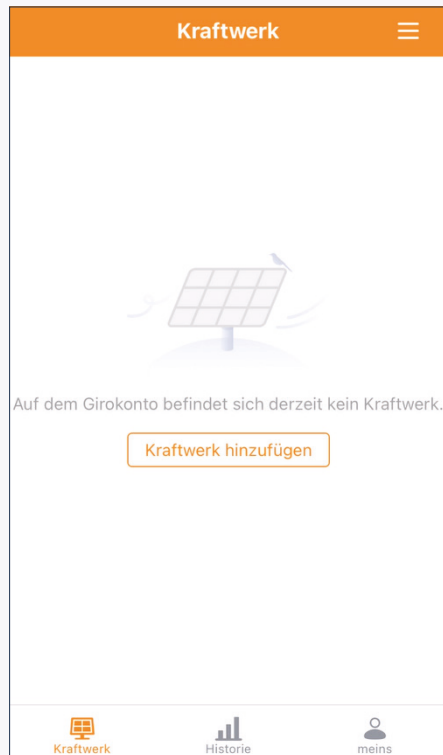 Kraftwerk
Auf dem Girokonto befindet sich derzeit kein Kraftwerk.
Kraftwerk hinzufügen
Kraftwerk
Historie
meins